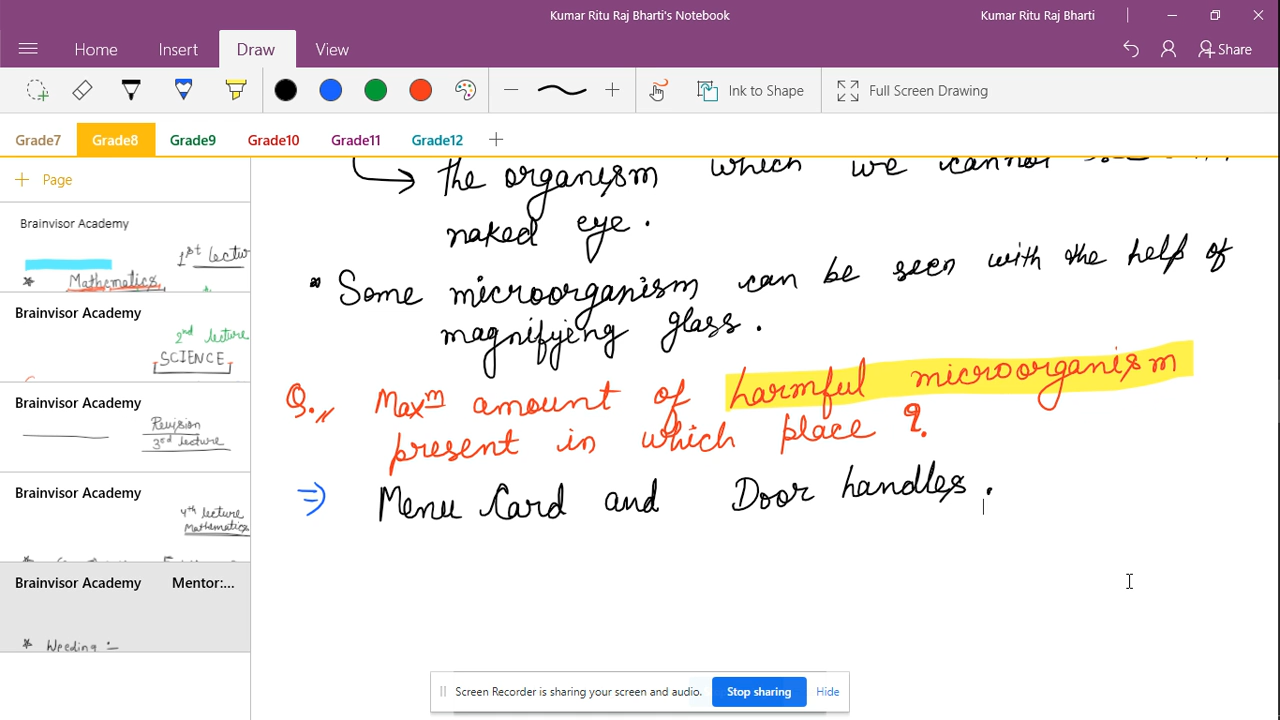 Kumar Ritu Raj Bharti's Notebook
Kumar Ritu Raj Bharti
Home Insert Draw View Share
Ink to Shape Full Screen Drawing
Grade7 Grade8 Grade9 Grade10 Grade11 Grade12
Page
Brainvisor Academy
1st lectur
* Mathematics
Brainvisor Academy
2nd lecture
SCIENCE
Brainvisor Academy
Revision
3rd lecture
Brainvisor Academy
4th lecture
Mathematics
Brainvisor Academy Mentor:...
* Weeding :-
the organism which we cannot
naked eye.
* Some microorganism can be seen with the help of
magnifying glass.
Q.,, Maxm amount of harmful microorganism
present in which place ?
⇒ Menu Card and Door handles.
Screen Recorder is sharing your screen and audio. Stop sharing Hide